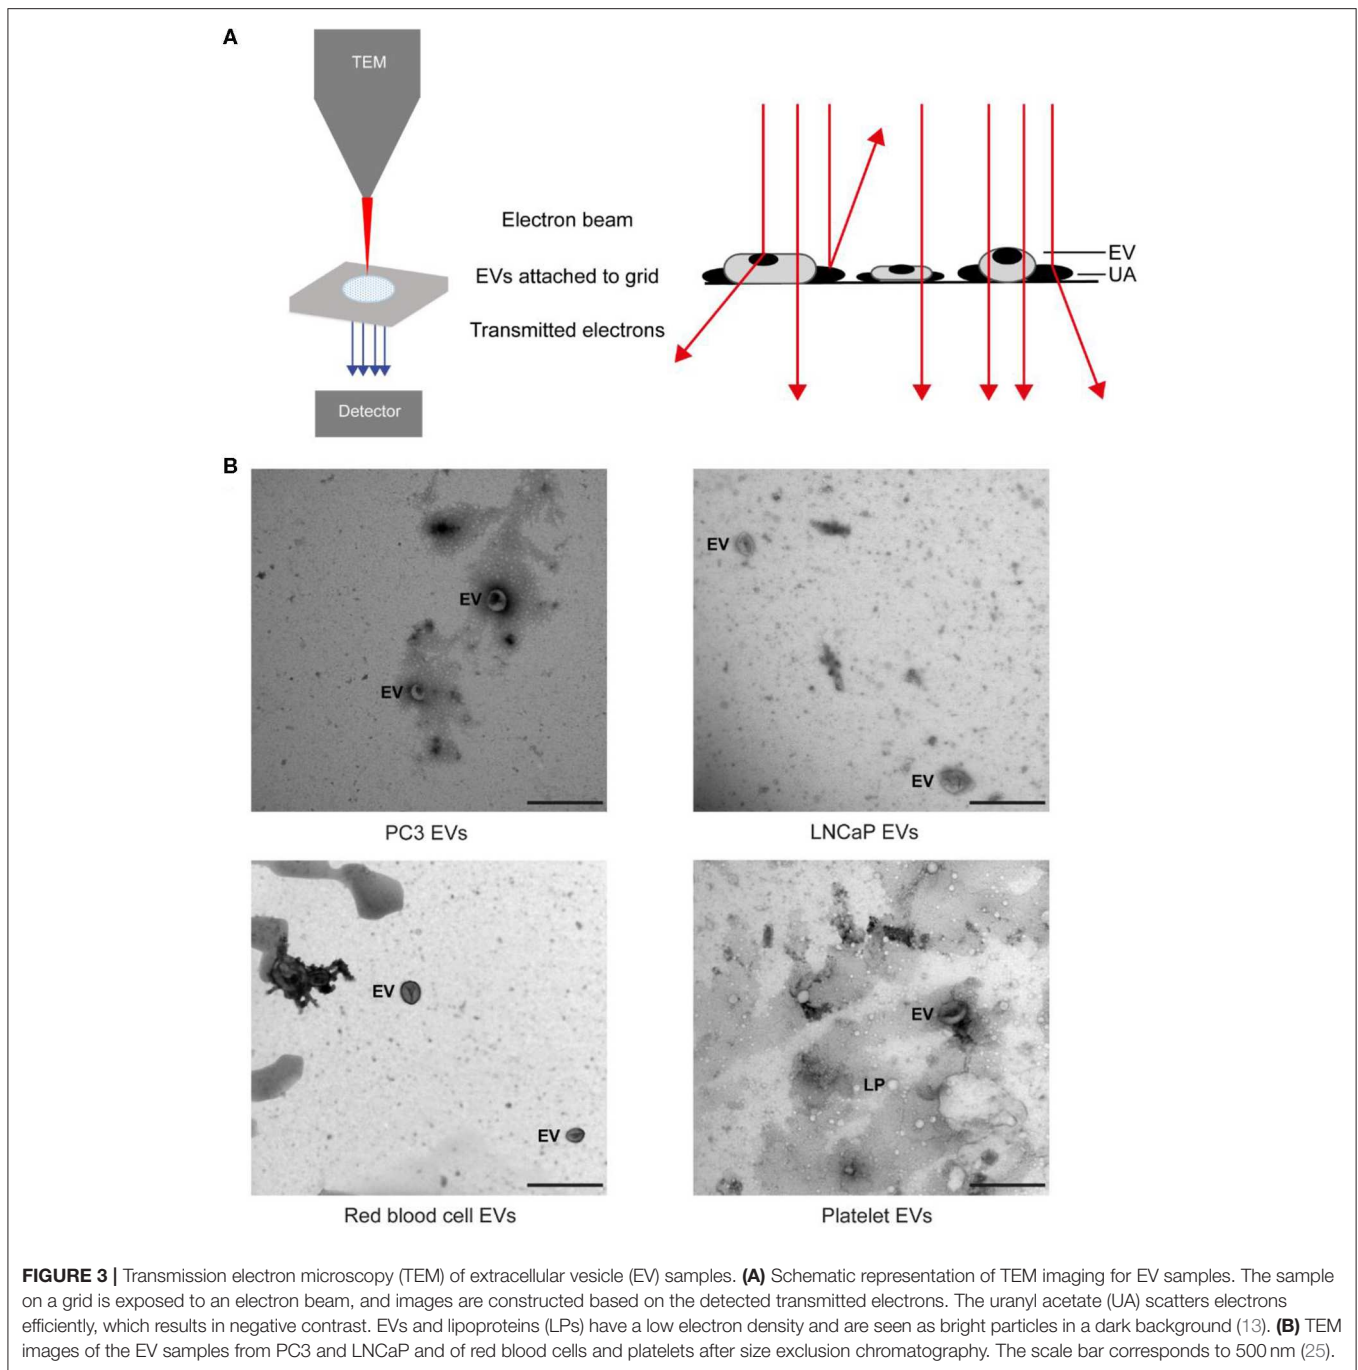 A
TEM
Electron beam
EVs attached to grid
Transmitted electrons
EV
UA
Detector
B
EV
EV
PC3 EVs
EV
EV
LNCaP EVs
EV
EV
Red blood cell EVs
EV
LP
Platelet EVs
FIGURE 3 | Transmission electron microscopy (TEM) of extracellular vesicle (EV) samples. (A) Schematic representation of TEM imaging for EV samples. The sample
on a grid is exposed to an electron beam, and images are constructed based on the detected transmitted electrons. The uranyl acetate (UA) scatters electrons
efficiently, which results in negative contrast. EVs and lipoproteins (LPs) have a low electron density and are seen as bright particles in a dark background (13). (B) TEM
images of the EV samples from PC3 and LNCaP and of red blood cells and platelets after size exclusion chromatography. The scale bar corresponds to 500 nm (25).